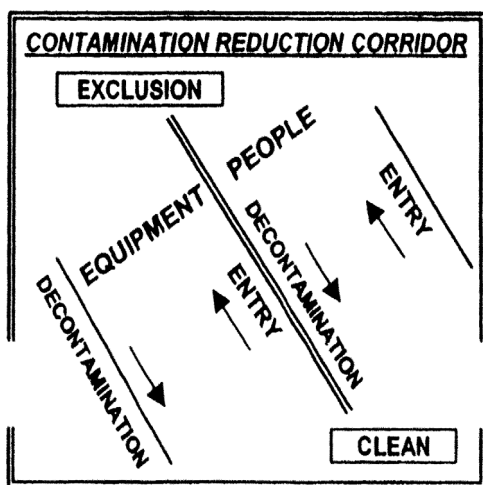 CONTAMINATION REDUCTION CORRIDOR
EXCLUSION
PEOPLE
EQUIPMENT
ENTRY
DECONTAMINATION
ENTRY
DECONTAMINATION
CLEAN